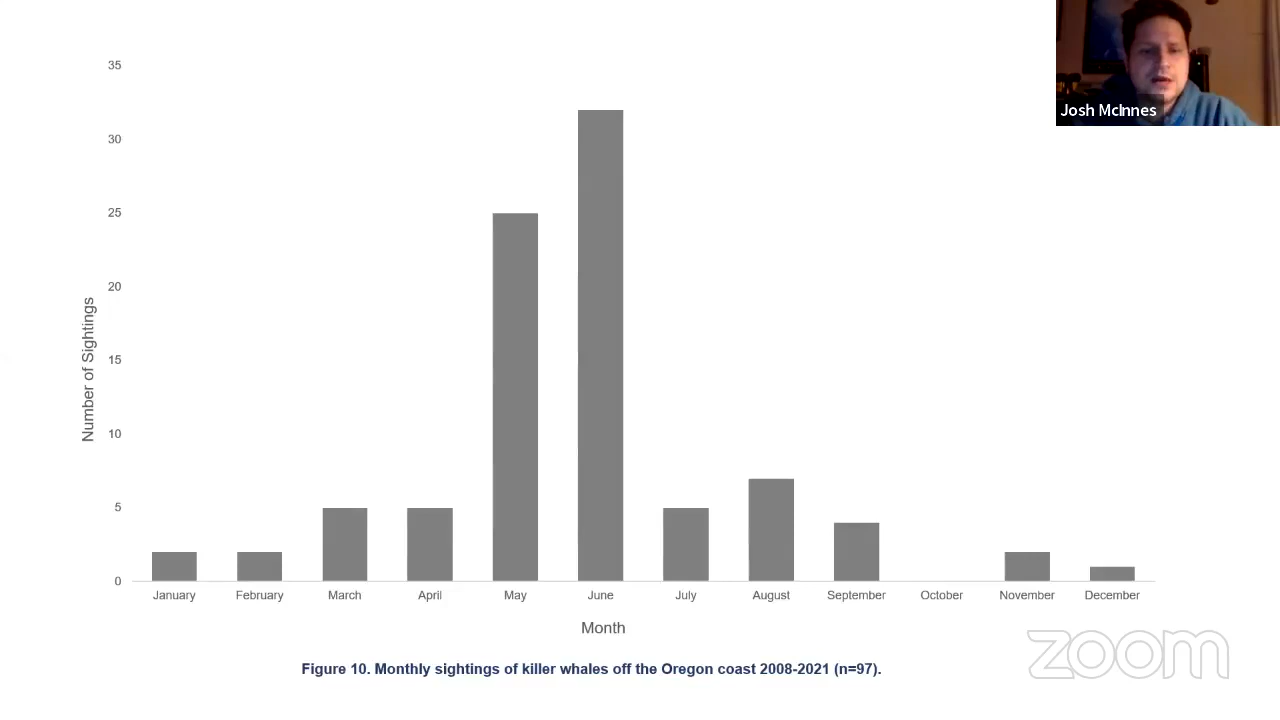 Josh McInnes
35
30
25
20
15
10
5
0
Number of Sightings
January February March April May June July August September October November December
Month
Figure 10. Monthly sightings of killer whales off the Oregon coast 2008-2021 (n=97).
zoom